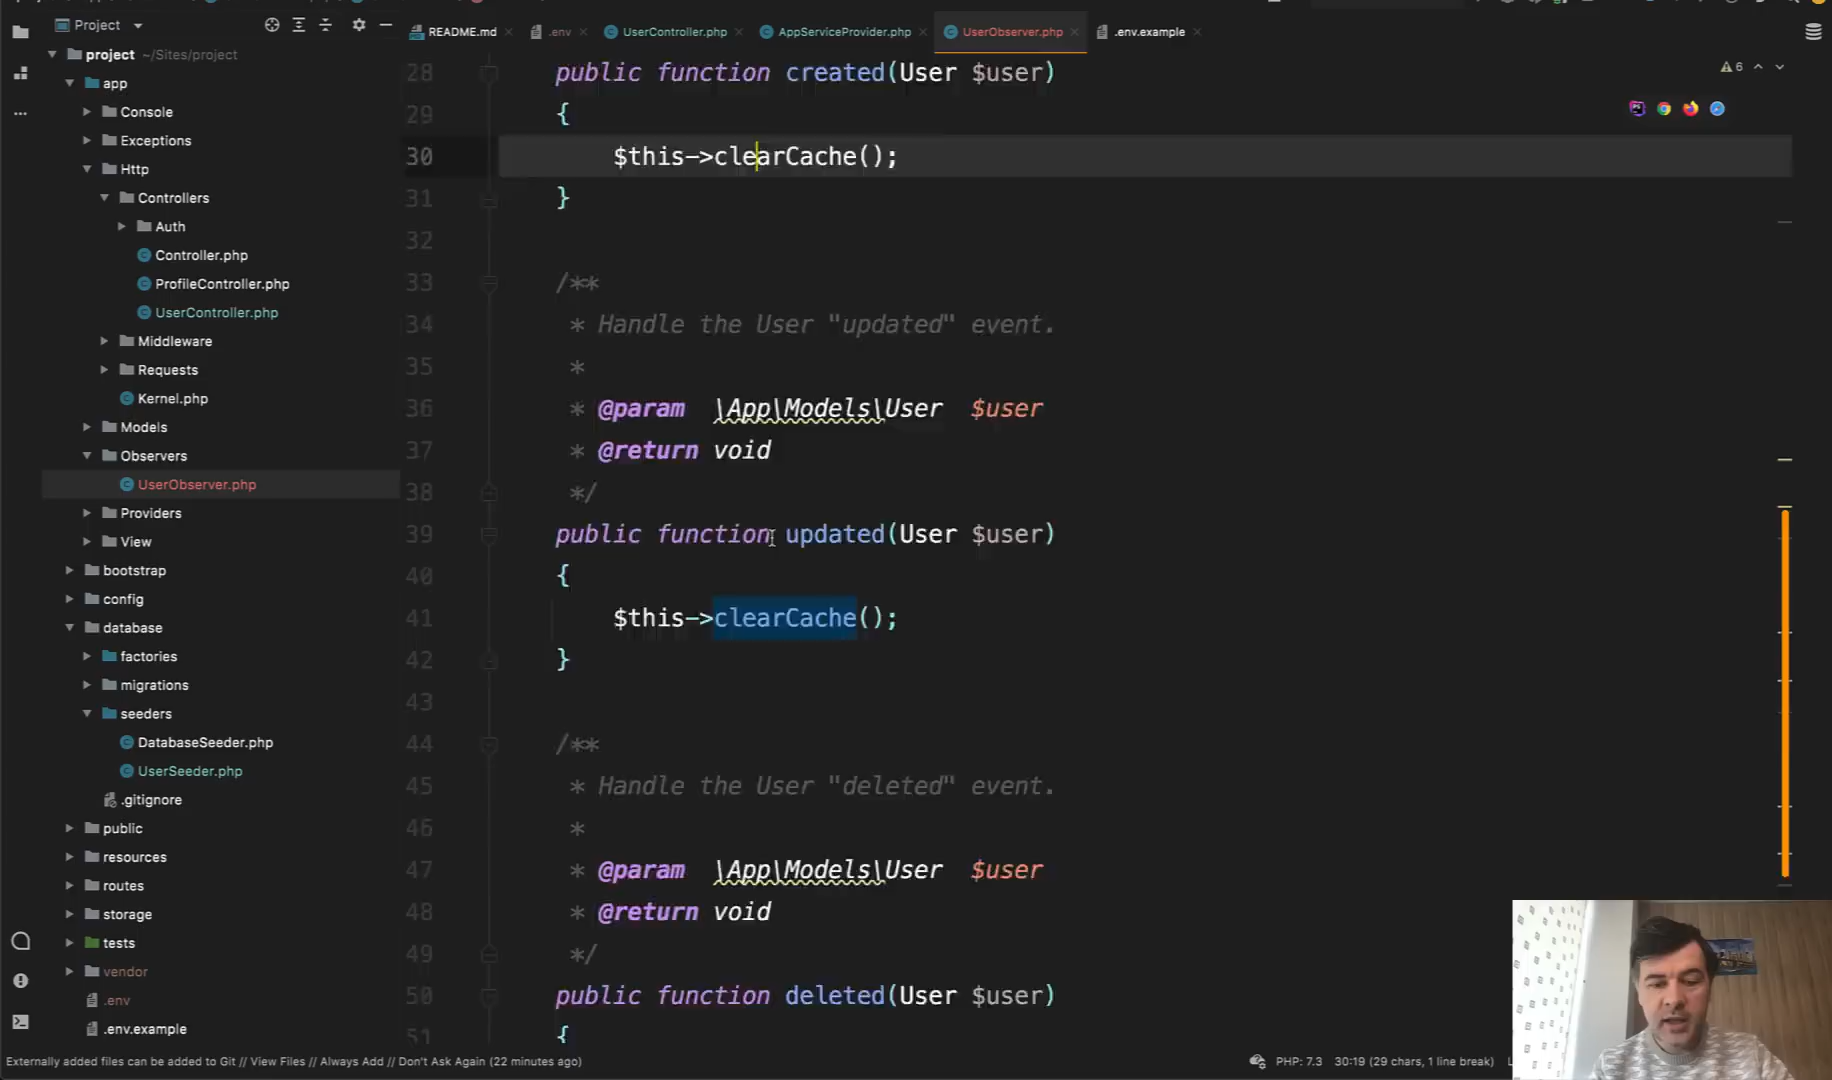 Project
README.md
.env
UserController.php
AppServiceProvider.php
UserObserver.php
.env.example
project ~/Sites/project
app
Console
Exceptions
Http
Controllers
Auth
Controller.php
ProfileController.php
UserController.php
Middleware
Requests
Kernel.php
Models
Observers
UserObserver.php
Providers
View
bootstrap
config
database
factories
migrations
seeders
DatabaseSeeder.php
UserSeeder.php
.gitignore
public
resources
routes
storage
tests
vendor
.env
.env.example
6
28 public function created(User $user)
29 {
30 $this->clearCache();
31 }
32
33 /**
34 * Handle the User "updated" event.
35 *
36 * @param \App\Models\User $user
37 * @return void
38 */
39 public function updated(User $user)
40 {
41 $this->clearCache();
42 }
43
44 /**
45 * Handle the User "deleted" event.
46 *
47 * @param \App\Models\User $user
48 * @return void
49 */
50 public function deleted(User $user)
51 {
Externally added files can be added to Git // View Files // Always Add // Don't Ask Again (22 minutes ago)
PHP: 7.3 30:19 (29 chars, 1 line break)